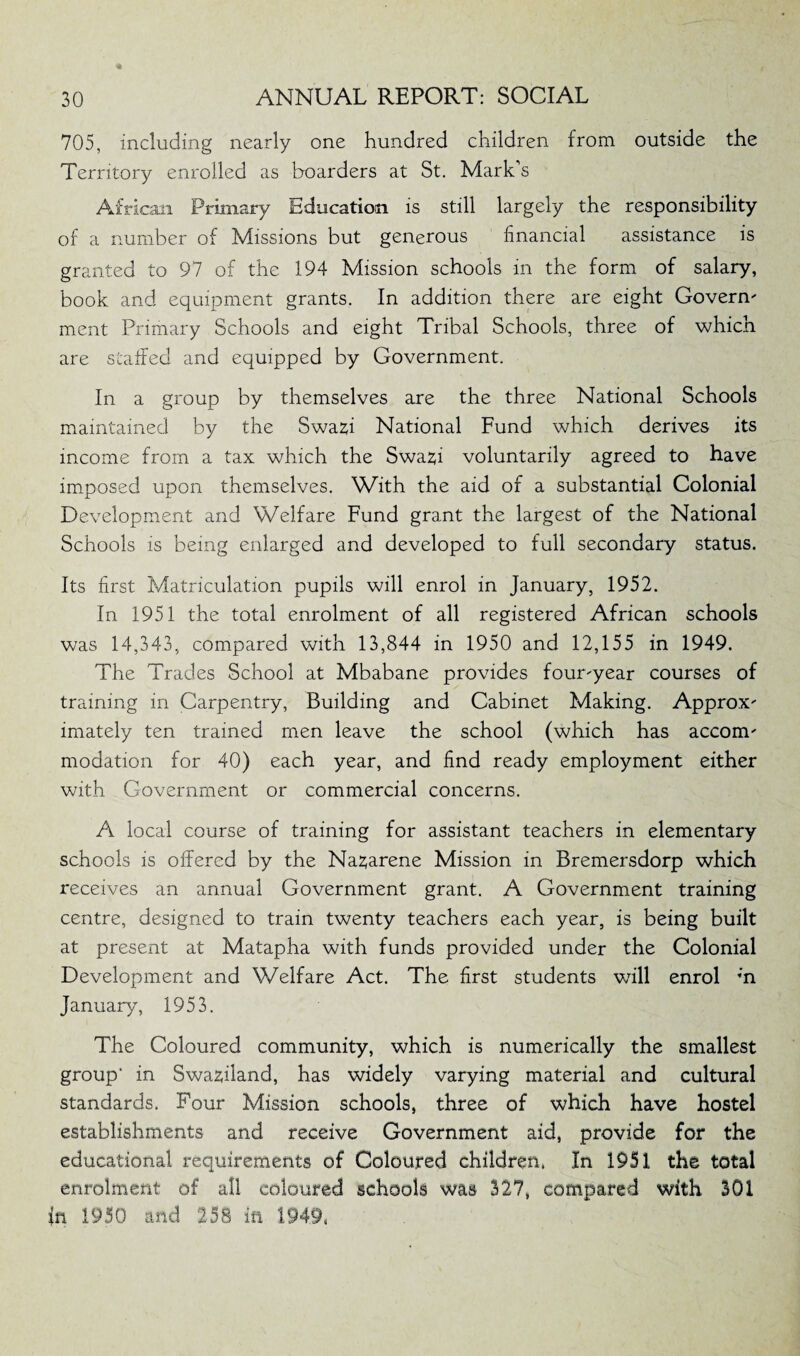 30 ANNUAL REPORT: SOCIAL
705, including nearly one hundred children from outside the
Territory enrolled as boarders at St. Mark's
African Primary Education is still largely the responsibility
of a number of Missions but generous financial assistance is
granted to 97 of the 194 Mission schools in the form of salary,
book and equipment grants. In addition there are eight Govern-
ment Primary Schools and eight Tribal Schools, three of which
are staffed and equipped by Government.
In a group by themselves are the three National Schools
maintained by the Swazi National Fund which derives its
income from a tax which the Swazi voluntarily agreed to have
imposed upon themselves. With the aid of a substantial Colonial
Development and Welfare Fund grant the largest of the National
Schools is being enlarged and developed to full secondary status.
Its first Matriculation pupils will enrol in January, 1952.
In 1951 the total enrolment of all registered African schools
was 14,343, compared with 13,844 in 1950 and 12,155 in 1949.
The Trades School at Mbabane provides four-year courses of
training in Carpentry, Building and Cabinet Making. Approx-
imately ten trained men leave the school (which has accom-
modation for 40) each year, and find ready employment either
with Government or commercial concerns.
A local course of training for assistant teachers in elementary
schools is offered by the Nazarene Mission in Bremersdorp which
receives an annual Government grant. A Government training
centre, designed to train twenty teachers each year, is being built
at present at Matapha with funds provided under the Colonial
Development and Welfare Act. The first students will enrol in
January, 1953.
The Coloured community, which is numerically the smallest
group' in Swaziland, has widely varying material and cultural
standards. Four Mission schools, three of which have hostel
establishments and receive Government aid, provide for the
educational requirements of Coloured children. In 1951 the total
enrolment of all coloured schools was 327, compared with 301
in 1950 and 258 in 1949.